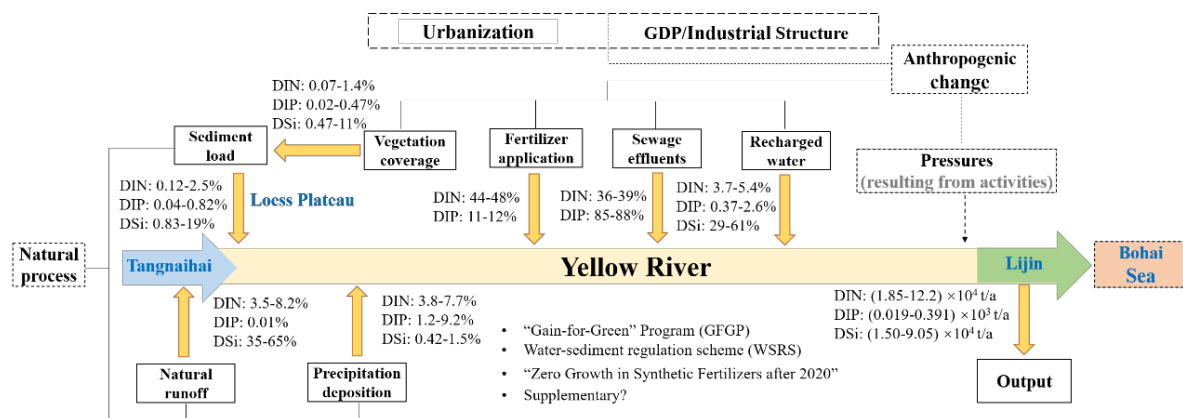 Urbanization
GDP/Industrial Structure
Anthropogenic
change
DIN: 0.07-1.4%
DIP: 0.02-0.47%
DSi: 0.47-11%
Sediment
load
Vegetation
coverage
Fertilizer
application
Sewage
effluents
Recharged
water
Pressures
(resulting from activities)
DIN: 0.12-2.5%
DIP: 0.04-0.82%
DSi: 0.83-19%
Loess Plateau
DIN: 44-48%
DIP: 11-12%
DIN: 36-39%
DIP: 85-88%
DIN: 3.7-5.4%
DIP: 0.37-2.6%
DSi: 29-61%
Natural
process
Tangnaihai
Yellow River
Lijin
Bohai
Sea
DIN: 3.5-8.2%
DIP: 0.01%
DSi: 35-65%
DIN: 3.8-7.7%
DIP: 1.2-9.2%
DSi: 0.42-1.5%
DIN: (1.85-12.2) ×10⁴ t/a
DIP: (0.019-0.391) ×10³ t/a
DSi: (1.50-9.05) ×10⁴ t/a
• "Gain-for-Green" Program (GFGP)
• Water-sediment regulation scheme (WSRS)
• "Zero Growth in Synthetic Fertilizers after 2020"
• Supplementary?
Natural
runoff
Precipitation
deposition
Output